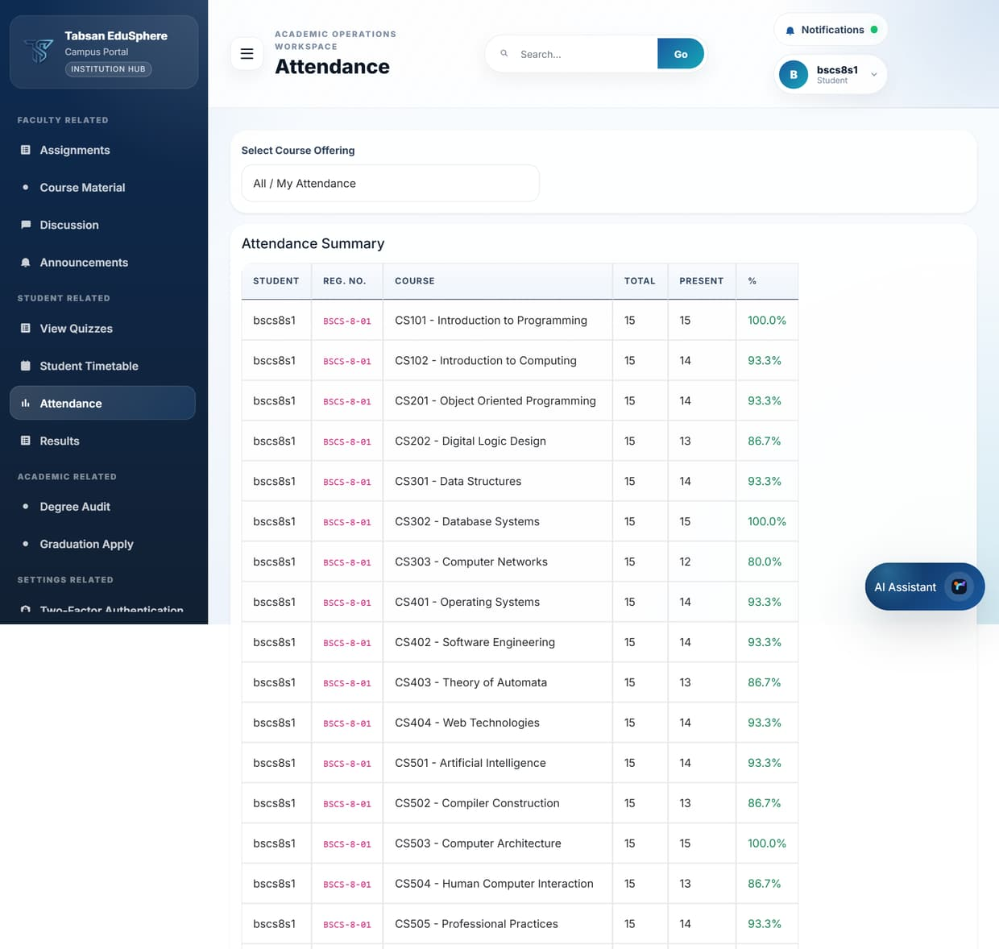 Tabsan EduSphere
Campus Portal
INSTITUTION HUB
FACULTY RELATED
Assignments
Course Material
Discussion
Announcements
STUDENT RELATED
View Quizzes
Student Timetable
Attendance
Results
ACADEMIC RELATED
Degree Audit
Graduation Apply
SETTINGS RELATED
Two-Factor Authentication
ACADEMIC OPERATIONS
WORKSPACE
Attendance
Search...
Go
Notifications
B
bscs8s1
Student
Select Course Offering
All / My Attendance
Attendance Summary
STUDENT REG. NO. COURSE TOTAL PRESENT %
bscs8s1 BSCS-8-01 CS101 - Introduction to Programming 15 15 100.0%
bscs8s1 BSCS-8-01 CS102 - Introduction to Computing 15 14 93.3%
bscs8s1 BSCS-8-01 CS201 - Object Oriented Programming 15 14 93.3%
bscs8s1 BSCS-8-01 CS202 - Digital Logic Design 15 13 86.7%
bscs8s1 BSCS-8-01 CS301 - Data Structures 15 14 93.3%
bscs8s1 BSCS-8-01 CS302 - Database Systems 15 15 100.0%
bscs8s1 BSCS-8-01 CS303 - Computer Networks 15 12 80.0%
bscs8s1 BSCS-8-01 CS401 - Operating Systems 15 14 93.3%
bscs8s1 BSCS-8-01 CS402 - Software Engineering 15 14 93.3%
bscs8s1 BSCS-8-01 CS403 - Theory of Automata 15 13 86.7%
bscs8s1 BSCS-8-01 CS404 - Web Technologies 15 14 93.3%
bscs8s1 BSCS-8-01 CS501 - Artificial Intelligence 15 14 93.3%
bscs8s1 BSCS-8-01 CS502 - Compiler Construction 15 13 86.7%
bscs8s1 BSCS-8-01 CS503 - Computer Architecture 15 15 100.0%
bscs8s1 BSCS-8-01 CS504 - Human Computer Interaction 15 13 86.7%
bscs8s1 BSCS-8-01 CS505 - Professional Practices 15 14 93.3%
AI Assistant